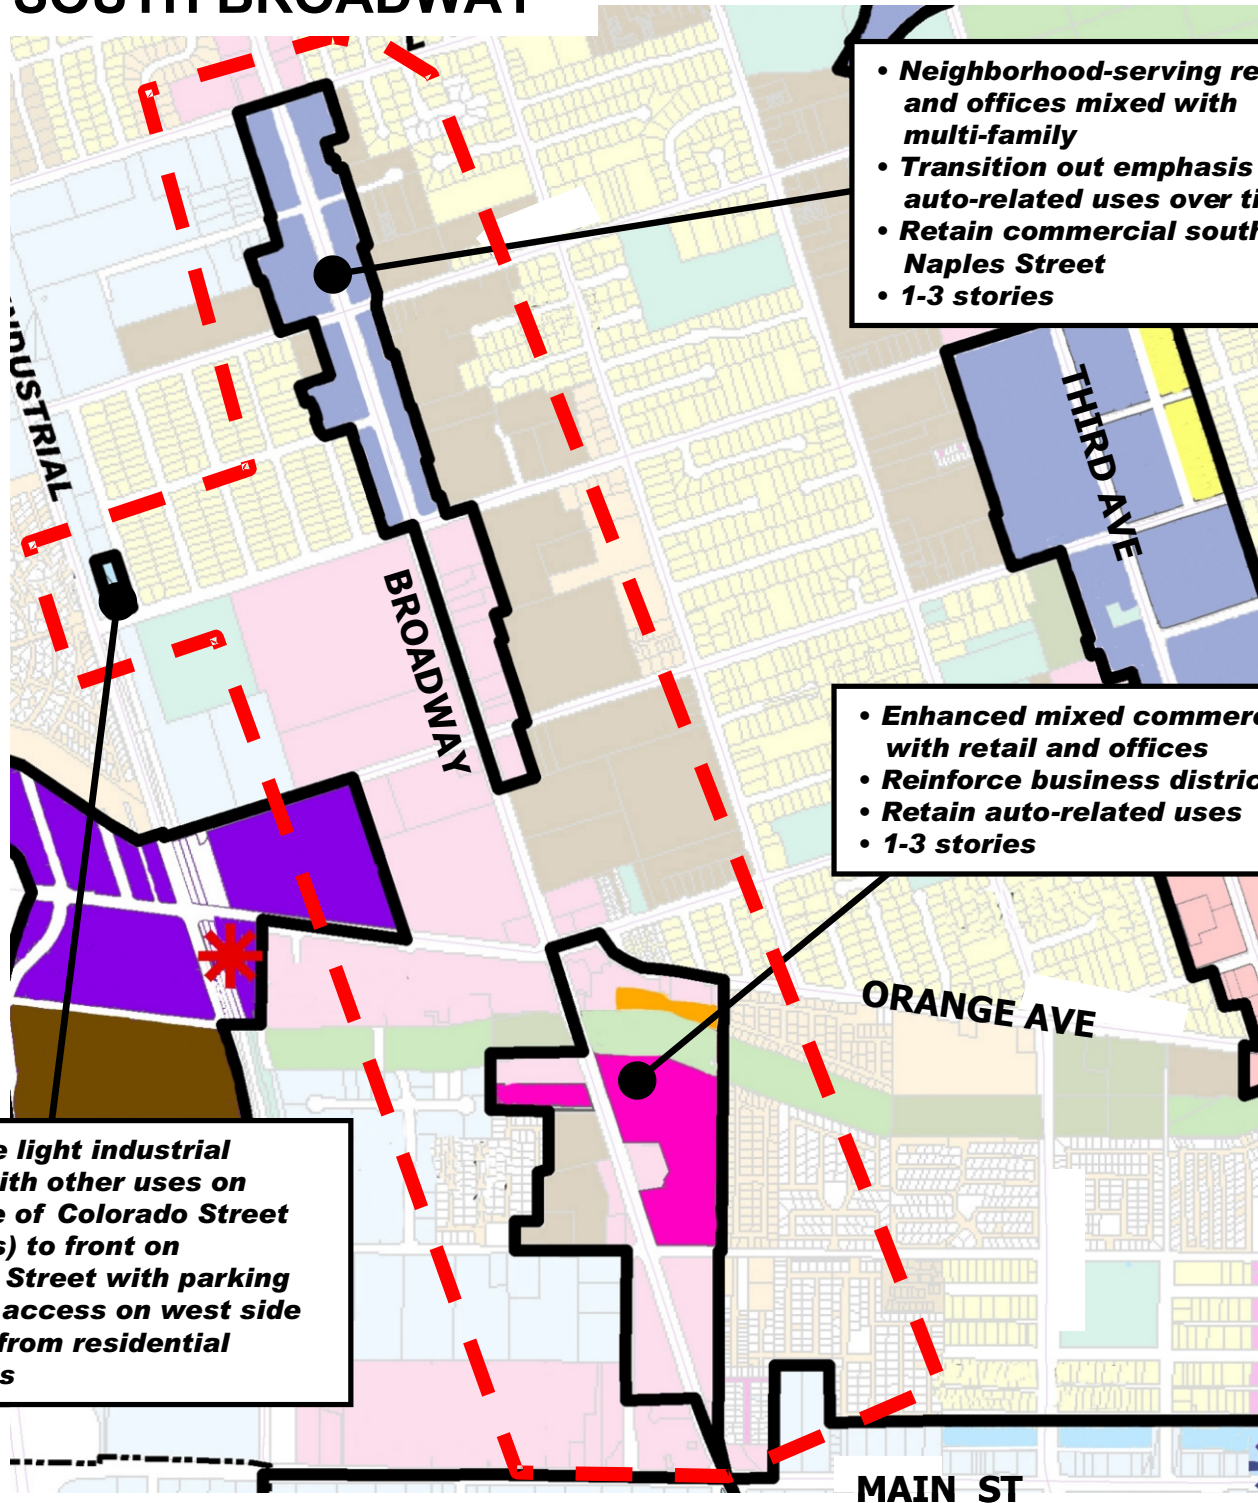 SOUTH BROADWAY
• Neighborhood-serving re
and offices mixed with
multi-family
• Transition out emphasis
auto-related uses over ti
• Retain commercial south
Naples Street
• 1-3 stories
INDUSTRIAL
THIRD AVE
BROADWAY
• Enhanced mixed commerc
with retail and offices
• Reinforce business distric
• Retain auto-related uses
• 1-3 stories
ORANGE AVE
e light industrial
ith other uses on
e of Colorado Street
s) to front on
Street with parking
access on west side
from residential
s
MAIN ST